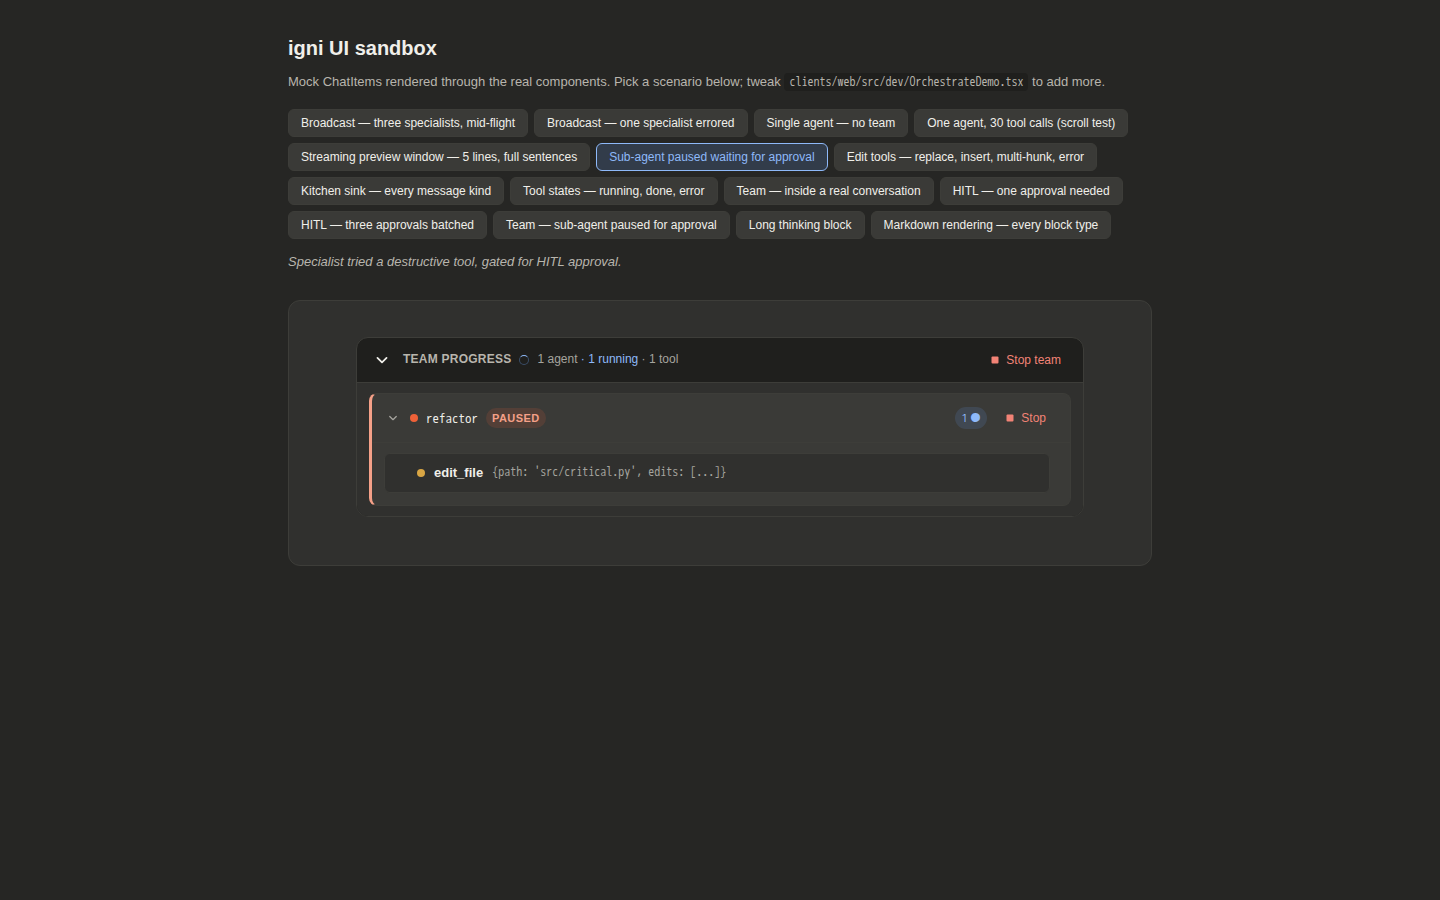 igni UI sandbox
Mock ChatItems rendered through the real components. Pick a scenario below; tweak clients/web/src/dev/OrchestrateDemo.tsx to add more.
Broadcast — three specialists, mid-flight Broadcast — one specialist errored Single agent — no team One agent, 30 tool calls (scroll test)
Streaming preview window — 5 lines, full sentences Sub-agent paused waiting for approval Edit tools — replace, insert, multi-hunk, error
Kitchen sink — every message kind Tool states — running, done, error Team — inside a real conversation HITL — one approval needed
HITL — three approvals batched Team — sub-agent paused for approval Long thinking block Markdown rendering — every block type
Specialist tried a destructive tool, gated for HITL approval.
TEAM PROGRESS 1 agent · 1 running · 1 tool Stop team
refactor PAUSED 1 Stop
edit_file {path: 'src/critical.py', edits: [...]}